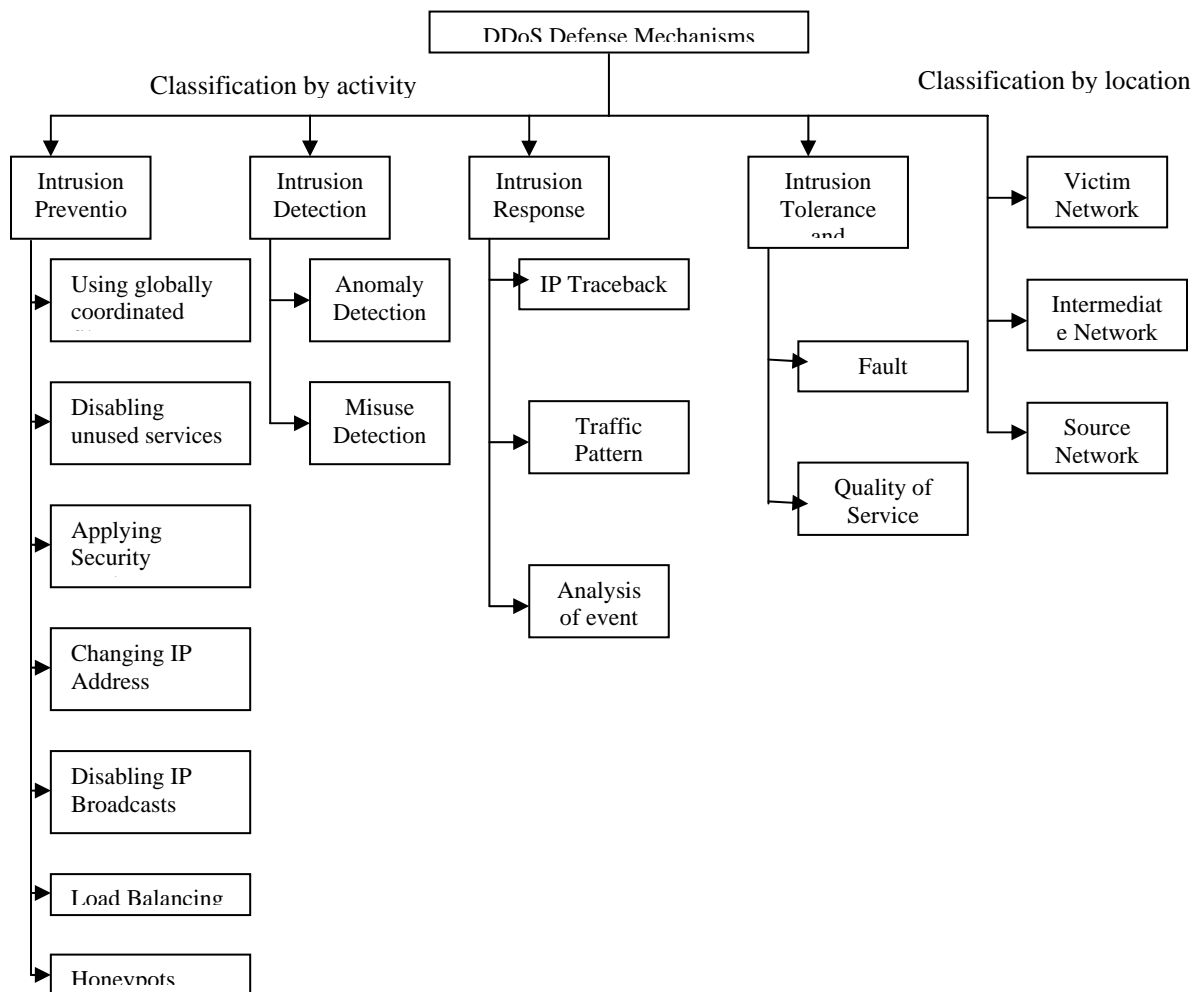 DDoS Defense Mechanisms
Classification by activity
Classification by location
Intrusion
Preventio
Intrusion
Detection
Intrusion
Response
Intrusion
Tolerance
and
Victim
Network
Using globally
coordinated
Anomaly
Detection
IP Traceback
Intermediat
e Network
Fault
Disabling
unused services
Misuse
Detection
Traffic
Pattern
Source
Network
Quality of
Service
Applying
Security
Analysis
of event
Changing IP
Address
Disabling IP
Broadcasts
Load Balancing
Honeypots